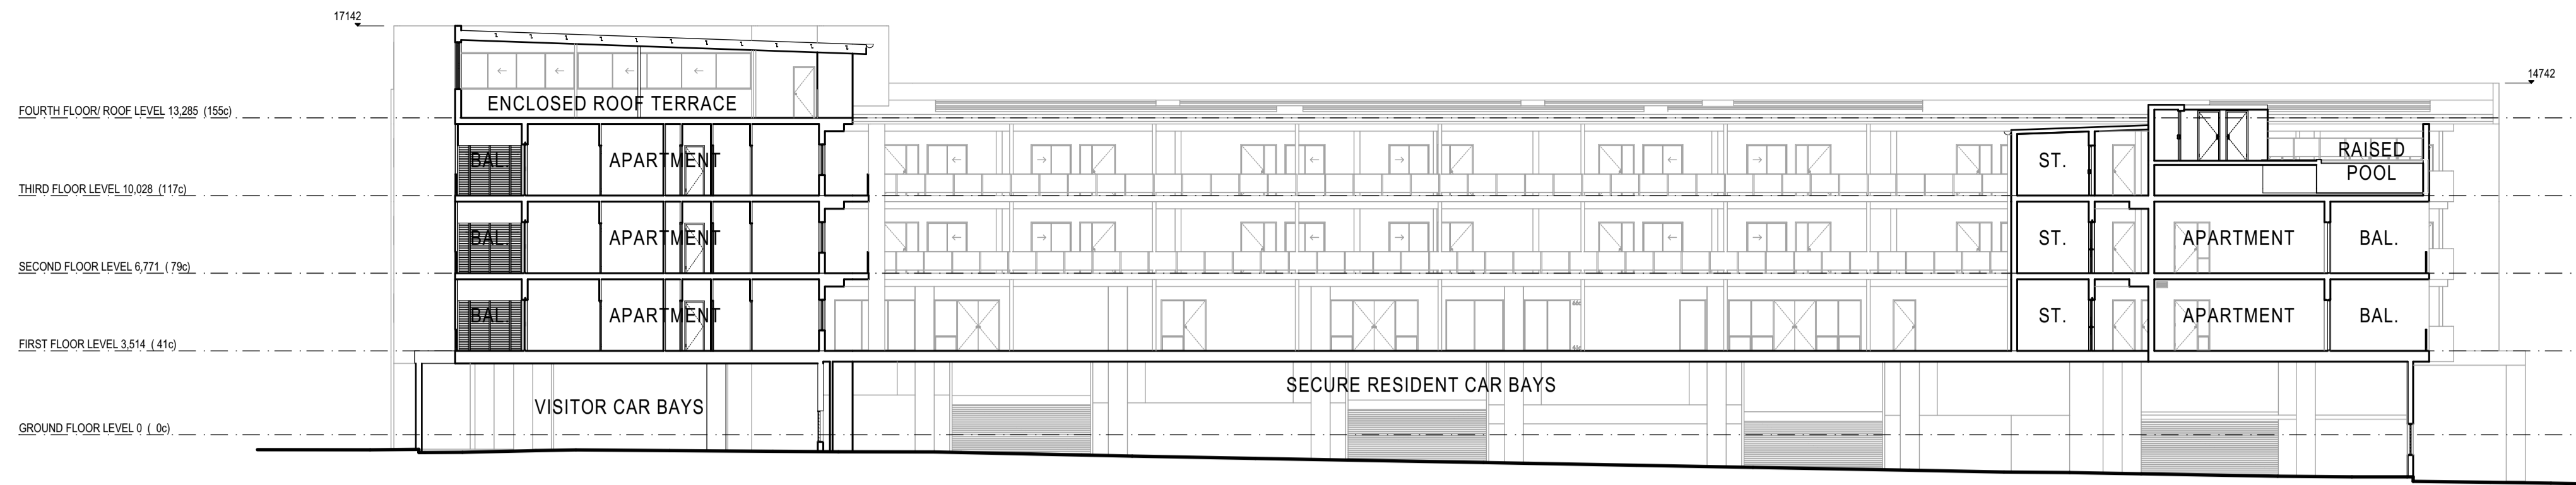 17142
14742
FOURTH FLOOR/ ROOF LEVEL 13,285 (155c)
ENCLOSED ROOF TERRACE
BAL.
APARTMENT
ST.
RAISED
POOL
THIRD FLOOR LEVEL 10,028 (117c)
BAL.
APARTMENT
ST.
APARTMENT
BAL.
SECOND FLOOR LEVEL 6,771 ( 79c)
BAL.
APARTMENT
ST.
APARTMENT
BAL.
FIRST FLOOR LEVEL 3,514 ( 41c)
SECURE RESIDENT CAR BAYS
VISITOR CAR BAYS
GROUND FLOOR LEVEL 0 ( 0c)